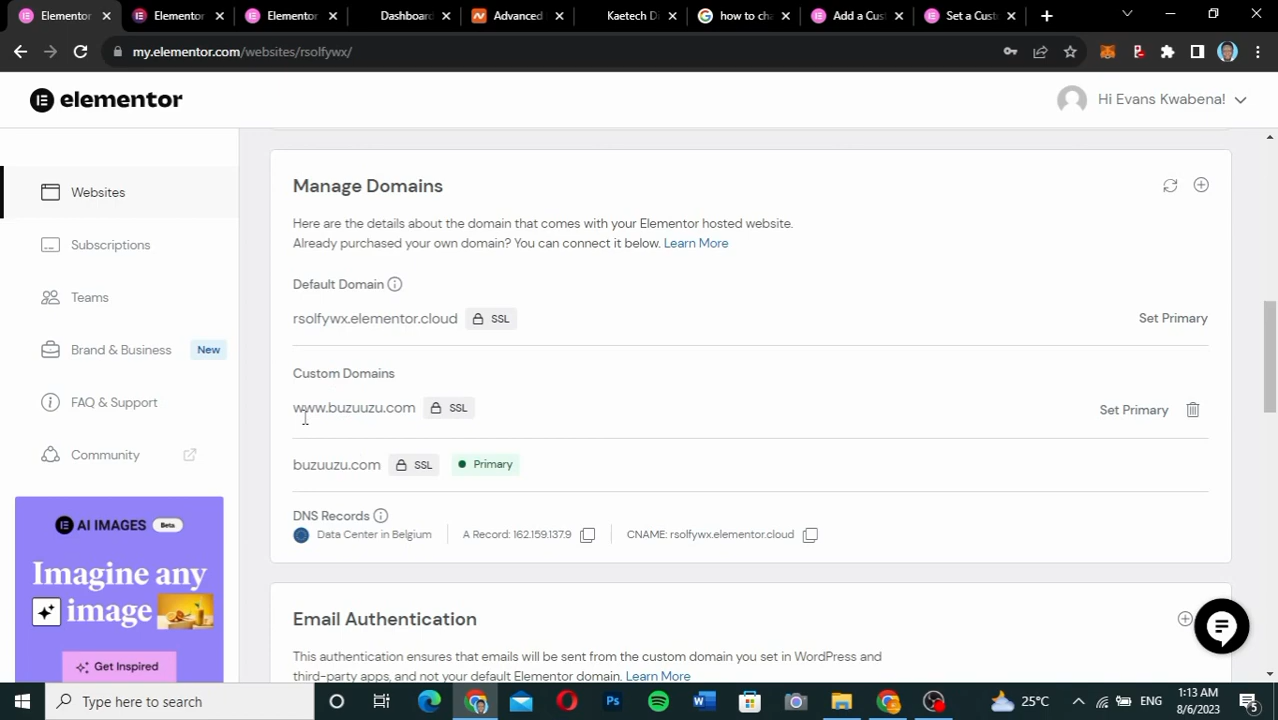 Elementor
Elementor
Elementor
Dashboard
Advanced
Kaetech Di
how to cha
Add a Cust
Set a Cust
my.elementor.com/websites/rsolfywx/
elementor
Hi Evans Kwabena!
Websites
Subscriptions
Teams
Brand & Business
New
FAQ & Support
Community
AI IMAGES Beta
Imagine any
image
Get Inspired
Manage Domains
Here are the details about the domain that comes with your Elementor hosted website.
Already purchased your own domain? You can connect it below. Learn More
Default Domain
rsolfywx.elementor.cloud SSL
Set Primary
Custom Domains
www.buzuuzu.com SSL
Set Primary
buzuuzu.com SSL Primary
DNS Records
Data Center in Belgium A Record: 162.159.137.9 CNAME: rsolfywx.elementor.cloud
Email Authentication
This authentication ensures that emails will be sent from the custom domain you set in WordPress and
third-party apps, and not your default Elementor domain. Learn More
Type here to search
Ps
25°C
ENG
1:13 AM
8/6/2023
5